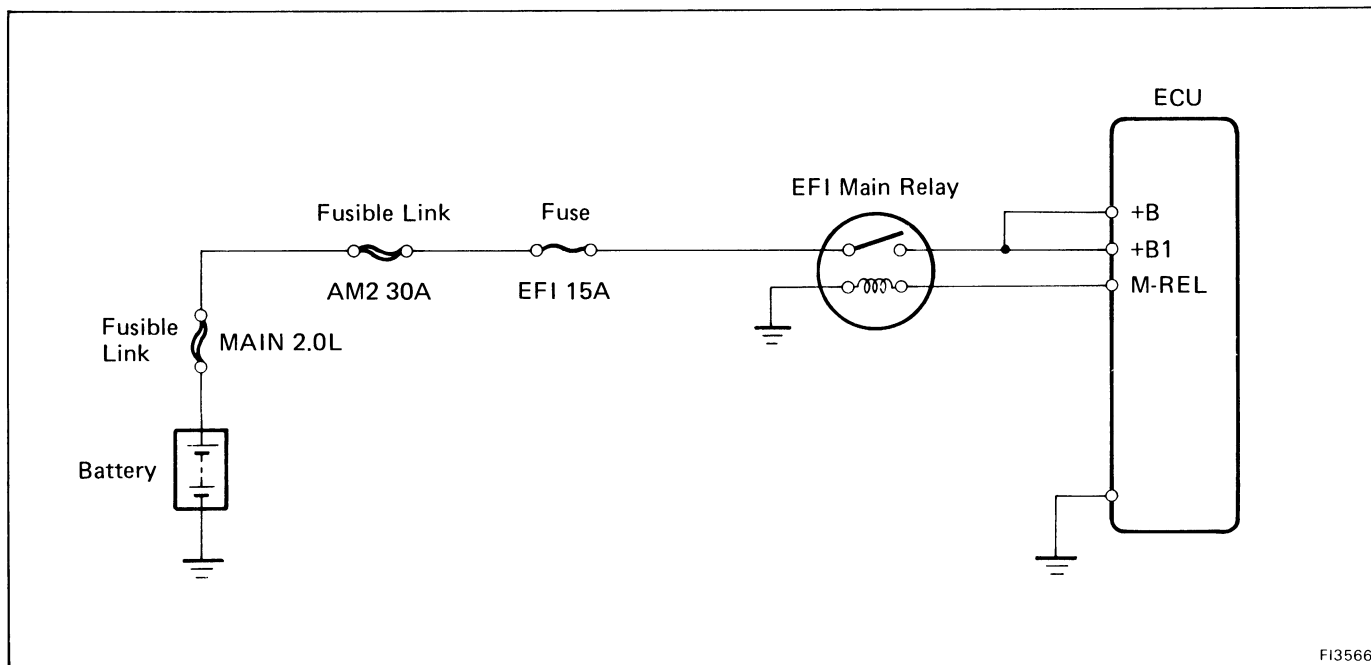 ECU
EFI Main Relay
+B
Fusible Link
Fuse
+B1
AM2 30A
EFI 15A
M-REL
Fusible
Link
MAIN 2.0L
Battery
FI3566